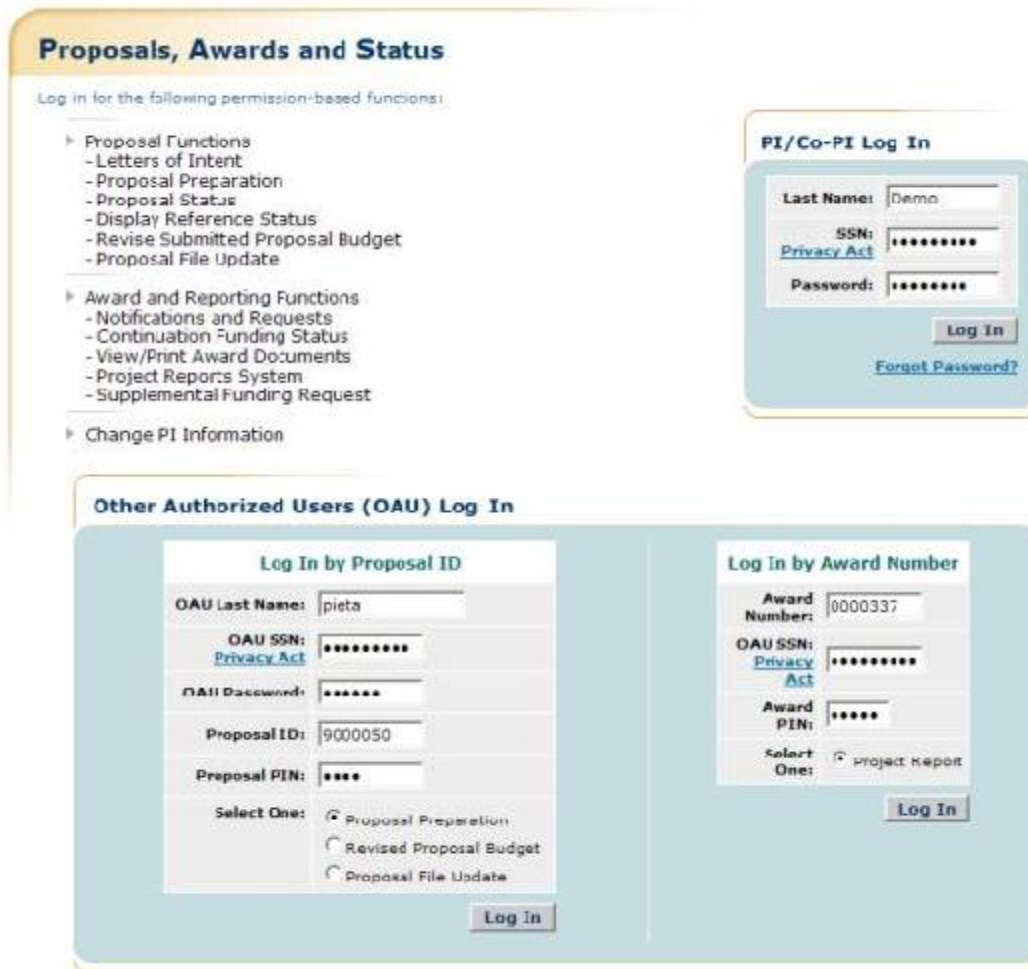 Proposals, Awards and Status
Log in for the following permission-based functions:
Proposal Functions
- Letters of Intent
- Proposal Preparation
- Proposal Status
- Display Reference Status
- Revise Submitted Proposal Budget
- Proposal File Update
Award and Reporting Functions
- Notifications and Requests
- Continuation Funding Status
- View/Print Award Documents
- Project Reports System
- Supplemental Funding Request
Change PI Information
PI/Co-PI Log In
Last Name: Demo
SSN: •••••••••
Privacy Act
Password: ••••••••
Log In
Forgot Password?
Other Authorized Users (OAU) Log In
Log In by Proposal ID
OAU Last Name: pieta
OAU SSN: •••••••••
Privacy Act
OAU Password: ••••••
Proposal ID: 9000050
Proposal PIN: ••••
Select One: Proposal Preparation
Revised Proposal Budget
Proposal File Update
Log In
Log In by Award Number
Award
Number: 0000337
OAU SSN:
Privacy •••••••••
Act
Award
PIN: •••••
Select
One: Project Report
Log In